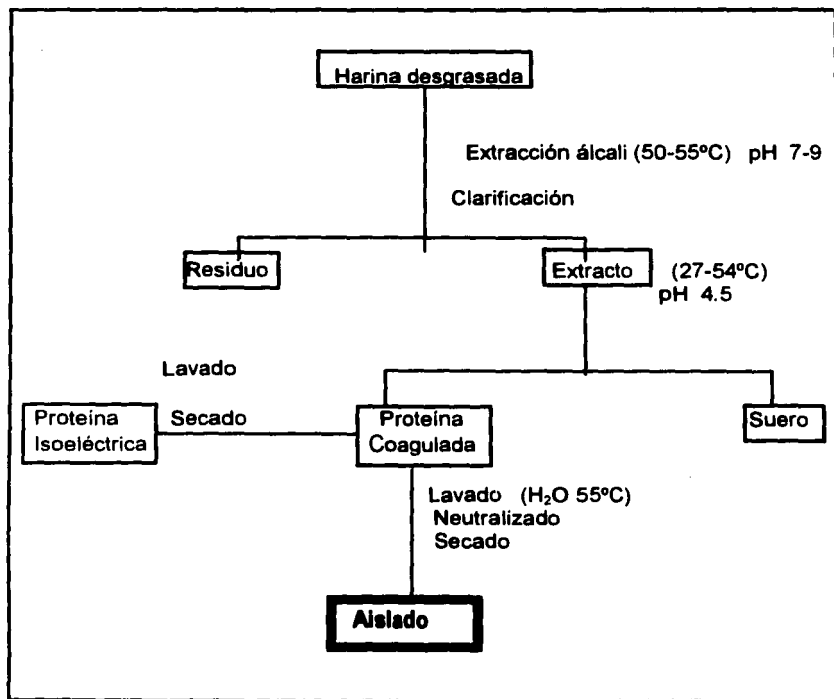 Harina desgrasada
Extracción álcali (50-55ºC) pH 7-9
Clarificación
Residuo
Extracto (27-54ºC)
pH 4.5
Lavado
Proteína
Isoeléctrica
Secado
Proteína
Coagulada
Suero
Lavado (H₂O 55ºC)
Neutralizado
Secado
Aislado